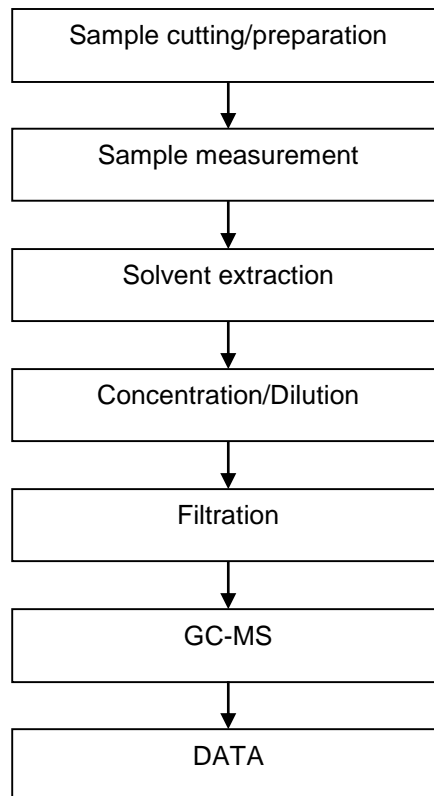 Sample cutting/preparation
Sample measurement
Solvent extraction
Concentration/Dilution
Filtration
GC-MS
DATA